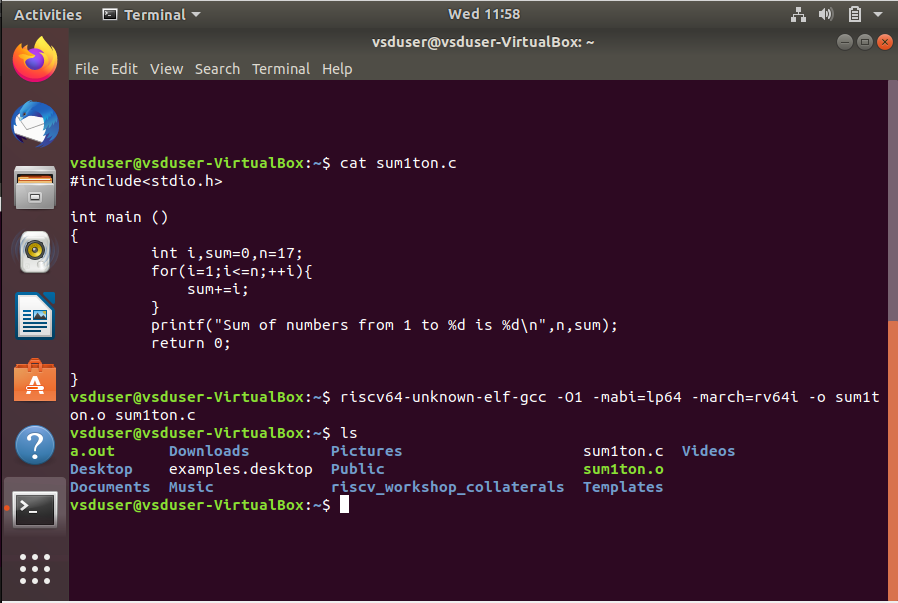 Activities Terminal Wed 11:58
vsduser@vsduser-VirtualBox: ~
File Edit View Search Terminal Help
vsduser@vsduser-VirtualBox:~$ cat sum1ton.c
#include<stdio.h>
int main ()
{
int i,sum=0,n=17;
for(i=1;i<=n;++i){
sum+=i;
}
printf("Sum of numbers from 1 to %d is %d\n",n,sum);
return 0;
}
vsduser@vsduser-VirtualBox:~$ riscv64-unknown-elf-gcc -O1 -mabi=lp64 -march=rv64i -o sum1t
on.o sum1ton.c
vsduser@vsduser-VirtualBox:~$ ls
a.out Downloads Pictures sum1ton.c Videos
Desktop examples.desktop Public sum1ton.o
Documents Music riscv_workshop_collaterals Templates
vsduser@vsduser-VirtualBox:~$